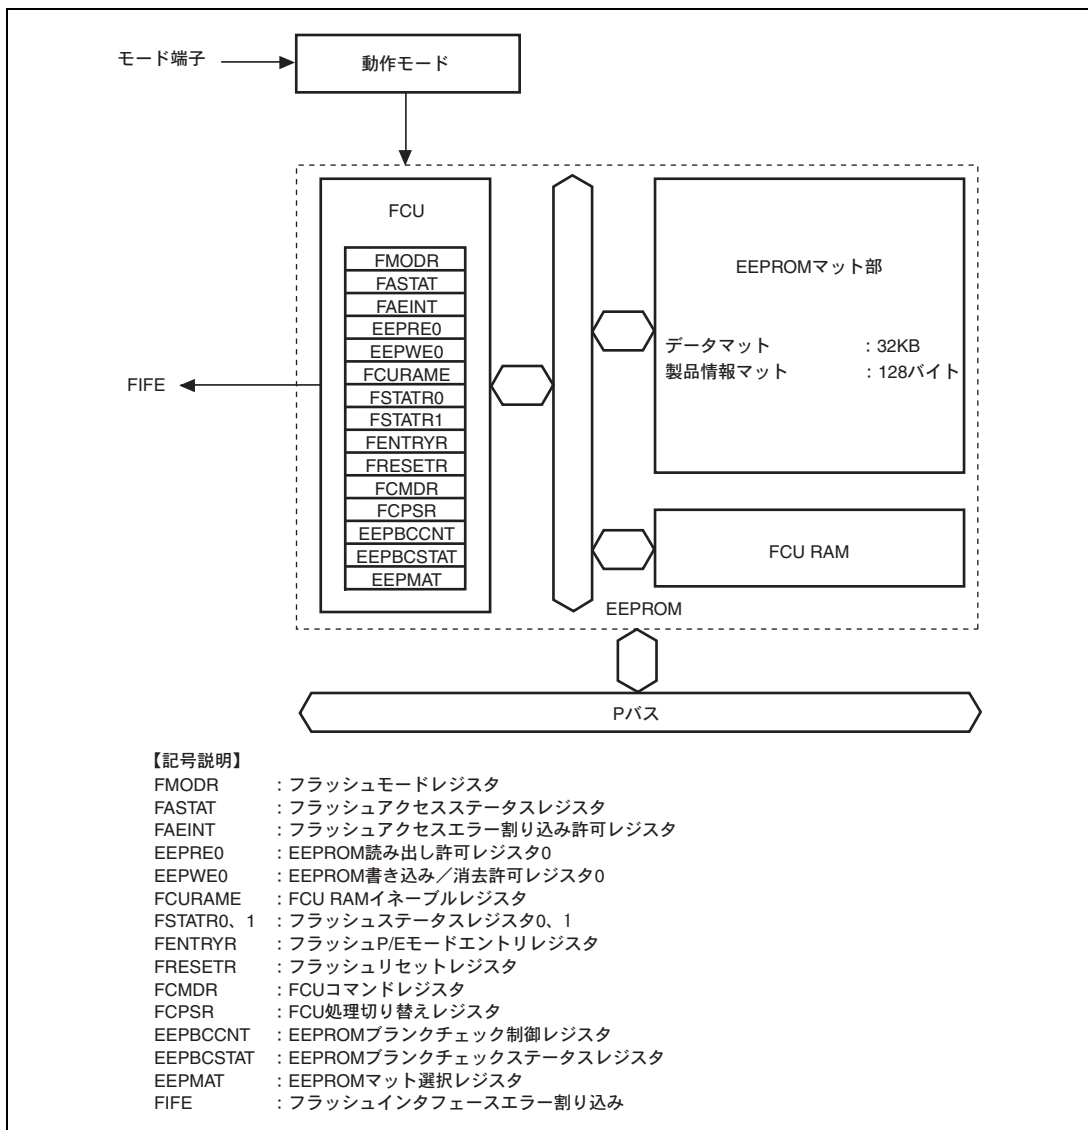 モード端子
動作モード
FCU
FMODR
FASTAT
FAEINT
EEPRE0
EEPWE0
FCURAME
FSTATR0
FSTATR1
FENTRYR
FRESETR
FCMDR
FCPSR
EEPBCCNT
EEPBCSTAT
EEPMAT
FIFE
EEPROMマット部
データマット :32KB
製品情報マット :128バイト
FCU RAM
EEPROM
Pバス
【記号説明】
FMODR :フラッシュモードレジスタ
FASTAT :フラッシュアクセスステータスレジスタ
FAEINT :フラッシュアクセスエラー割り込み許可レジスタ
EEPRE0 :EEPROM読み出し許可レジスタ0
EEPWE0 :EEPROM書き込み/消去許可レジスタ0
FCURAME :FCU RAMイネーブルレジスタ
FSTATR0、1 :フラッシュステータスレジスタ0、1
FENTRYR :フラッシュP/Eモードエントリレジスタ
FRESETR :フラッシュリセットレジスタ
FCMDR :FCUコマンドレジスタ
FCPSR :FCU処理切り替えレジスタ
EEPBCCNT :EEPROMブランクチェック制御レジスタ
EEPBCSTAT :EEPROMブランクチェックステータスレジスタ
EEPMAT :EEPROMマット選択レジスタ
FIFE :フラッシュインタフェースエラー割り込み